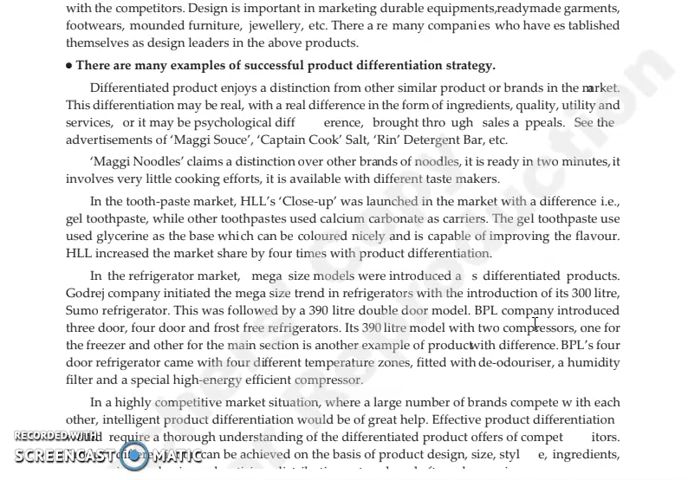 with the competitors. Design is important in marketing durable equipments,readymade garments,
footwears, mounded furniture, jewellery, etc. There a re many compani es who have es tablished
themselves as design leaders in the above products.
● There are many examples of successful product differentiation strategy.
Differentiated product enjoys a distinction from other similar product or brands in the market.
This differentiation may be real, with a real difference in the form of ingredients, quality, utility and
services, or it may be psychological diff erence, brought thro ugh sales a ppeals. See the
advertisements of 'Maggi Souce', 'Captain Cook' Salt, 'Rin' Detergent Bar, etc.
'Maggi Noodles' claims a distinction over other brands of noodles, it is ready in two minutes, it
involves very little cooking efforts, it is available with different taste makers.
In the tooth-paste market, HLL's 'Close-up' was launched in the market with a difference i.e.,
gel toothpaste, while other toothpastes used calcium carbonate as carriers. The gel toothpaste use
used glycerine as the base which can be coloured nicely and is capable of improving the flavour.
HLL increased the market share by four times with product differentiation.
In the refrigerator market, mega size models were introduced a s differentiated products.
Godrej company initiated the mega size trend in refrigerators with the introduction of its 300 litre,
Sumo refrigerator. This was followed by a 390 litre double door model. BPL company introduced
three door, four door and frost free refrigerators. Its 390 litre model with two compressors, one for
the freezer and other for the main section is another example of product with difference. BPL's four
door refrigerator came with four different temperature zones, fitted with de-odouriser, a humidity
filter and a special high-energy efficient compressor.
In a highly competitive market situation, where a large number of brands compete w ith each
other, intelligent product differentiation would be of great help. Effective product differentiation
require a thorough understanding of the differentiated product offers of compet itors.
can be achieved on the basis of product design, size, styl e, ingredients,
RECORDED WITH
SCREENCAST MATIC